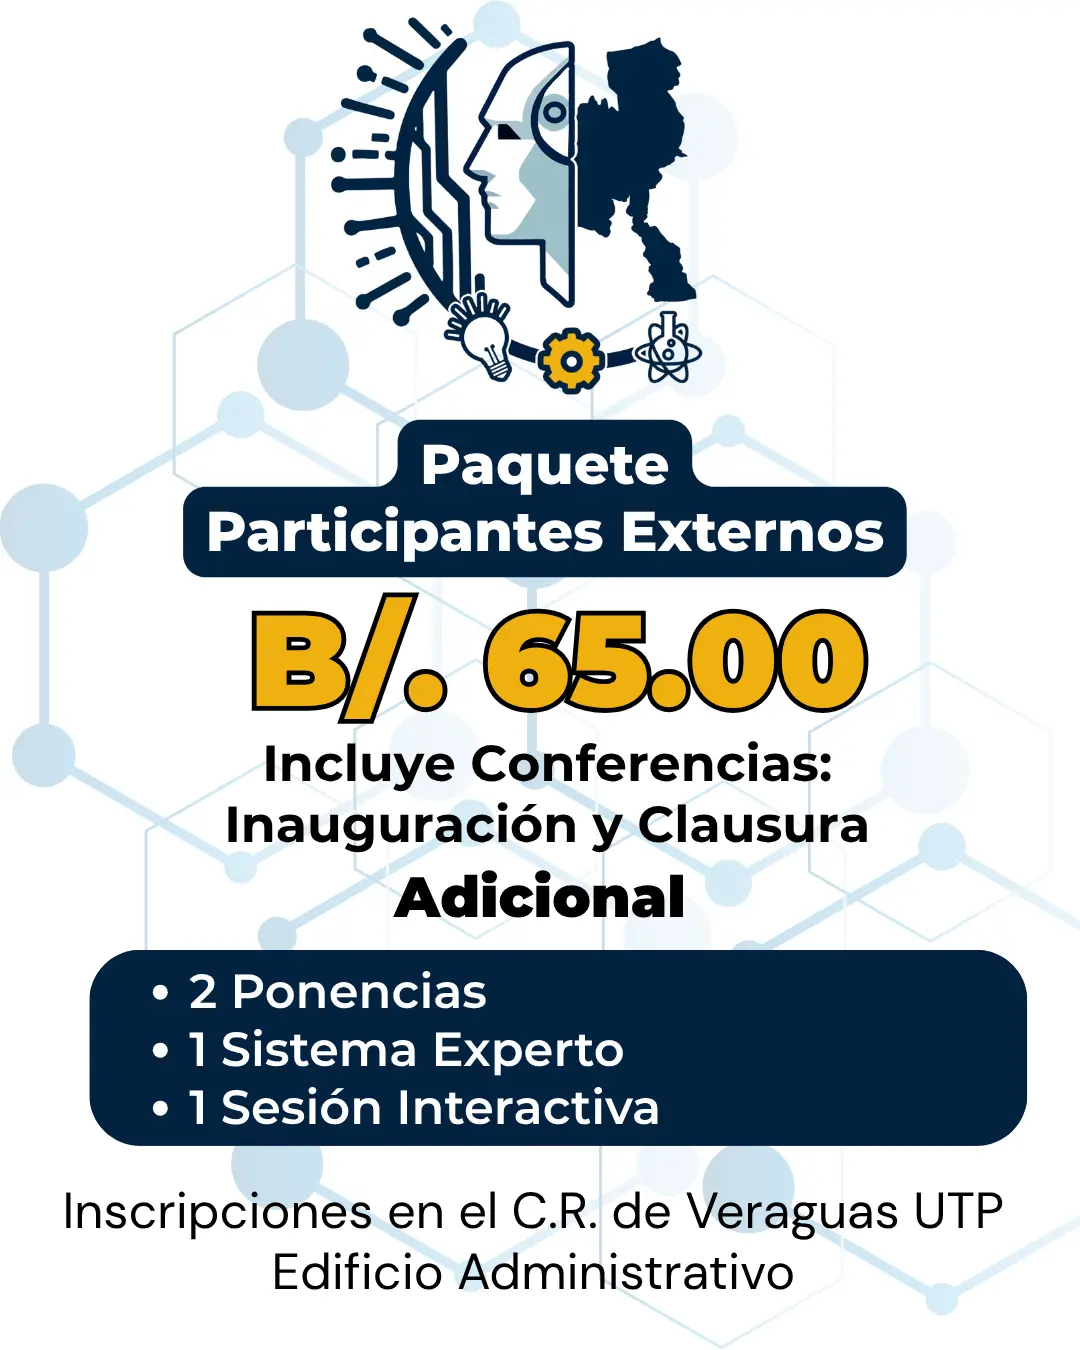 Paquete
Participantes Externos
B/. 65.00
Incluye Conferencias:
Inauguración y Clausura
Adicional
• 2 Ponencias
• 1 Sistema Experto
• 1 Sesión Interactiva
Inscripciones en el C.R. de Veraguas UTP
Edificio Administrativo